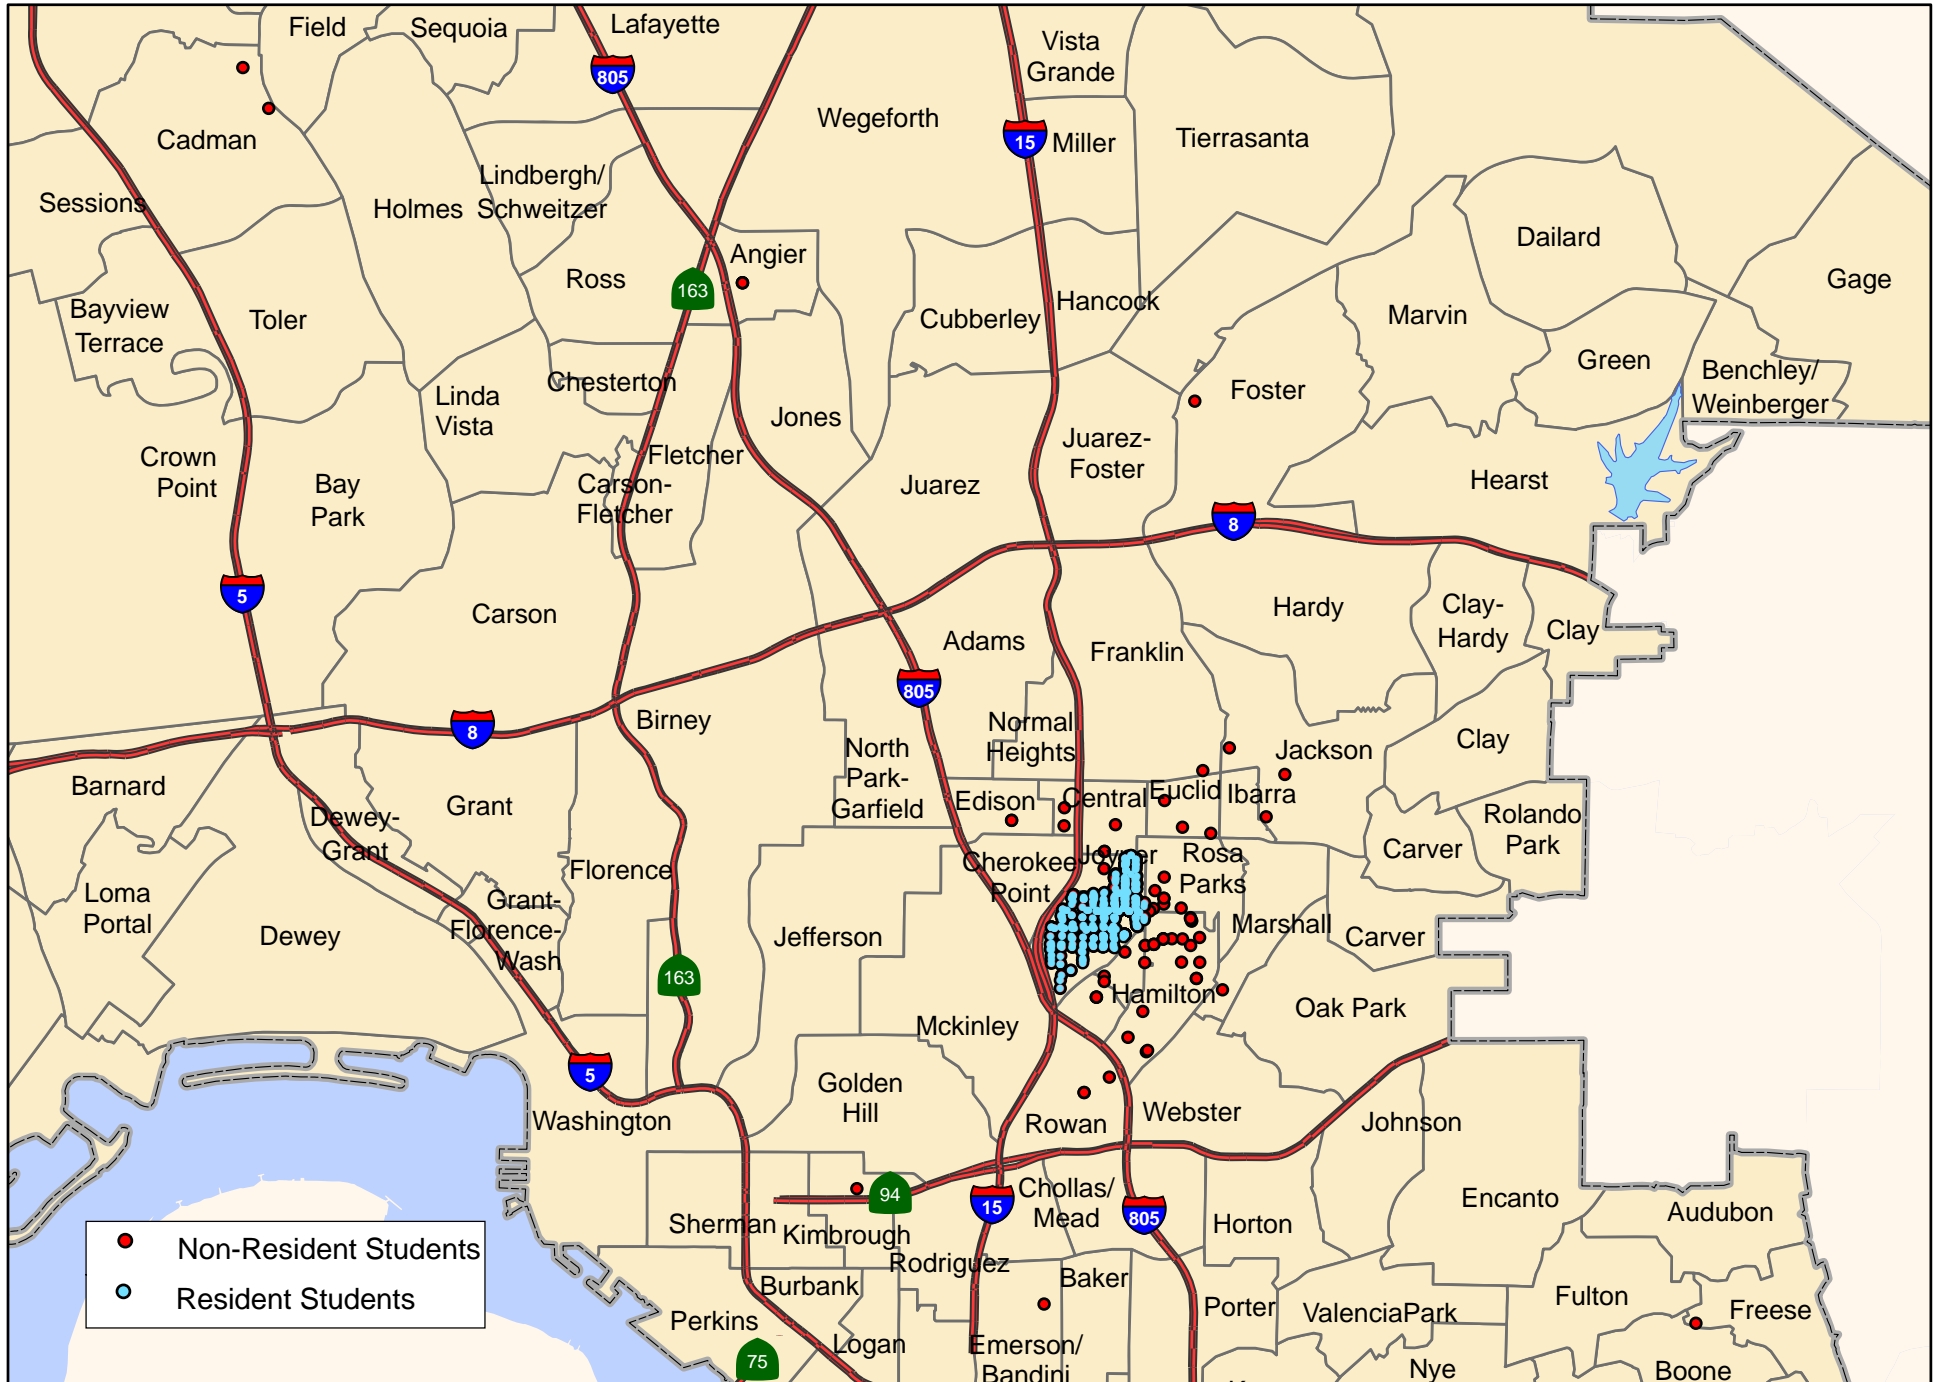 Field
Sequoia
Lafayette
Vista
Grande
805
Wegeforth
15
Miller
Tierrasanta
Cadman
Lindbergh/
Schweitzer
Sessions
Holmes
Dailard
Angier
Ross
163
Gage
Hancock
Bayview
Terrace
Toler
Cubberley
Marvin
Green
Benchley/
Weinberger
Chesterton
Linda
Vista
Foster
Jones
Juarez-
Foster
Crown
Point
Fletcher
Bay
Park
Carson-
Fletcher
Juarez
Hearst
8
5
Carson
Hardy
Clay-
Hardy
Clay
Adams
Franklin
805
8
Birney
Normal
Heights
North
Park-
Garfield
Jackson
Clay
Barnard
Grant
Edison
Central
Euclid
Ibarra
Dewey-
Grant
Rolando
Park
Cherokee
Point
Joyner
Rosa
Parks
Carver
Florence
Loma
Portal
Grant-
Florence-
Wash
Dewey
Jefferson
Marshall
Carver
163
Hamilton
Oak Park
Mckinley
5
Golden
Hill
Washington
Rowan
Webster
Johnson
94
15
Chollas/
Mead
805
Encanto
Audubon
Sherman
Kimbrough
Horton
Non-Resident Students
Resident Students
Rodriguez
Burbank
Baker
Porter
ValenciaPark
Fulton
Freese
Perkins
Logan
Emerson/
Bandini
75
Nye
Boone